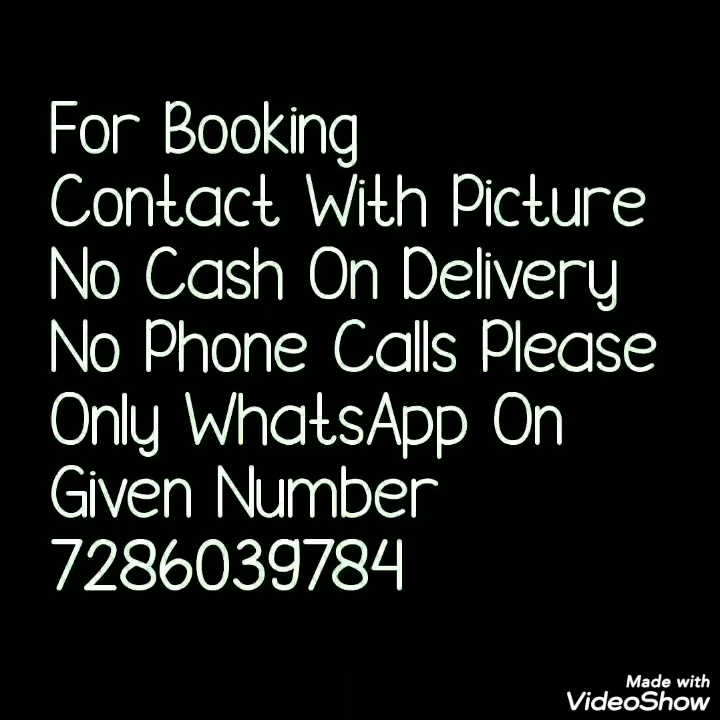 For Booking
Contact With Picture
No Cash On Delivery
No Phone Calls Please
Only WhatsApp On
Given Number
7286039784
Made with
VideoShow